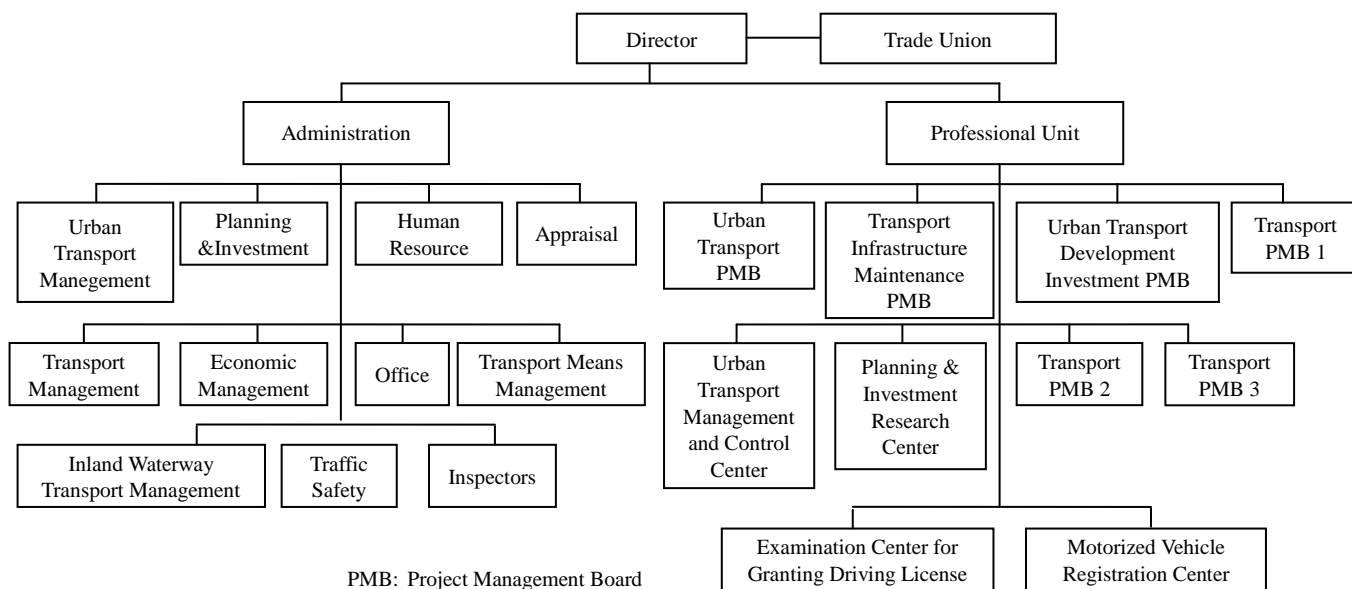 Director
Trade Union
Administration
Professional Unit
Urban
Transport
Manegement
Planning
&Investment
Human
Resource
Appraisal
Urban
Transport
PMB
Transport
Infrastructure
Maintenance
PMB
Urban Transport
Development
Investment PMB
Transport
PMB 1
Transport
Management
Economic
Management
Office
Transport Means
Management
Urban
Transport
Management
and Control
Center
Planning &
Investment
Research
Center
Transport
PMB 2
Transport
PMB 3
Inland Waterway
Transport Management
Traffic
Safety
Inspectors
Examination Center for
Granting Driving License
Motorized Vehicle
Registration Center
PMB: Project Management Board